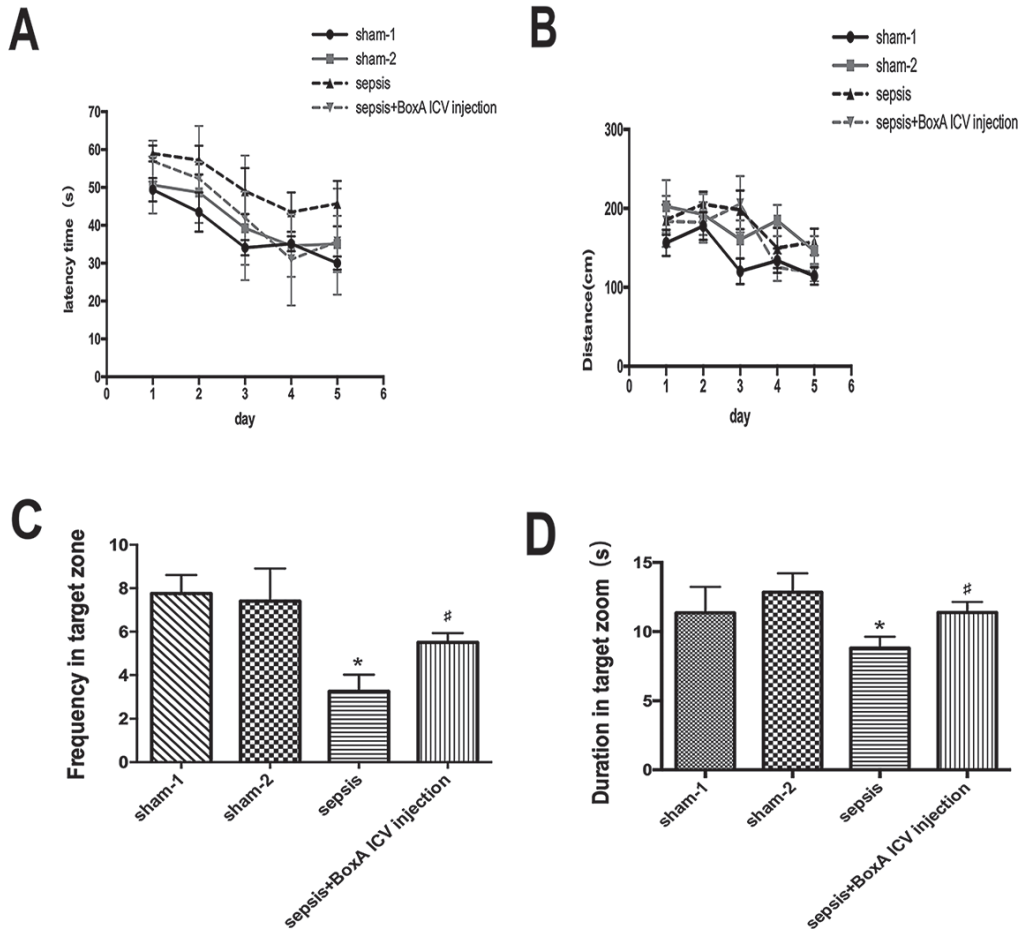 A
sham-1
sham-2
sepsis
sepsis+BoxA ICV injection
latency time (s)
70
60
50
40
30
20
10
0
0 1 2 3 4 5 6
day
B
sham-1
sham-2
sepsis
sepsis+BoxA ICV injection
Distance(cm)
300
200
100
0
0 1 2 3 4 5 6
day
C
Frequency in target zone
10
8
6
4
2
0
*
♯
sham-1
sham-2
sepsis
sepsis+BoxA ICV injection
D
Duration in target zoom (s)
15
10
5
0
*
♯
sham-1
sham-2
sepsis
sepsis+BoxA ICV injection